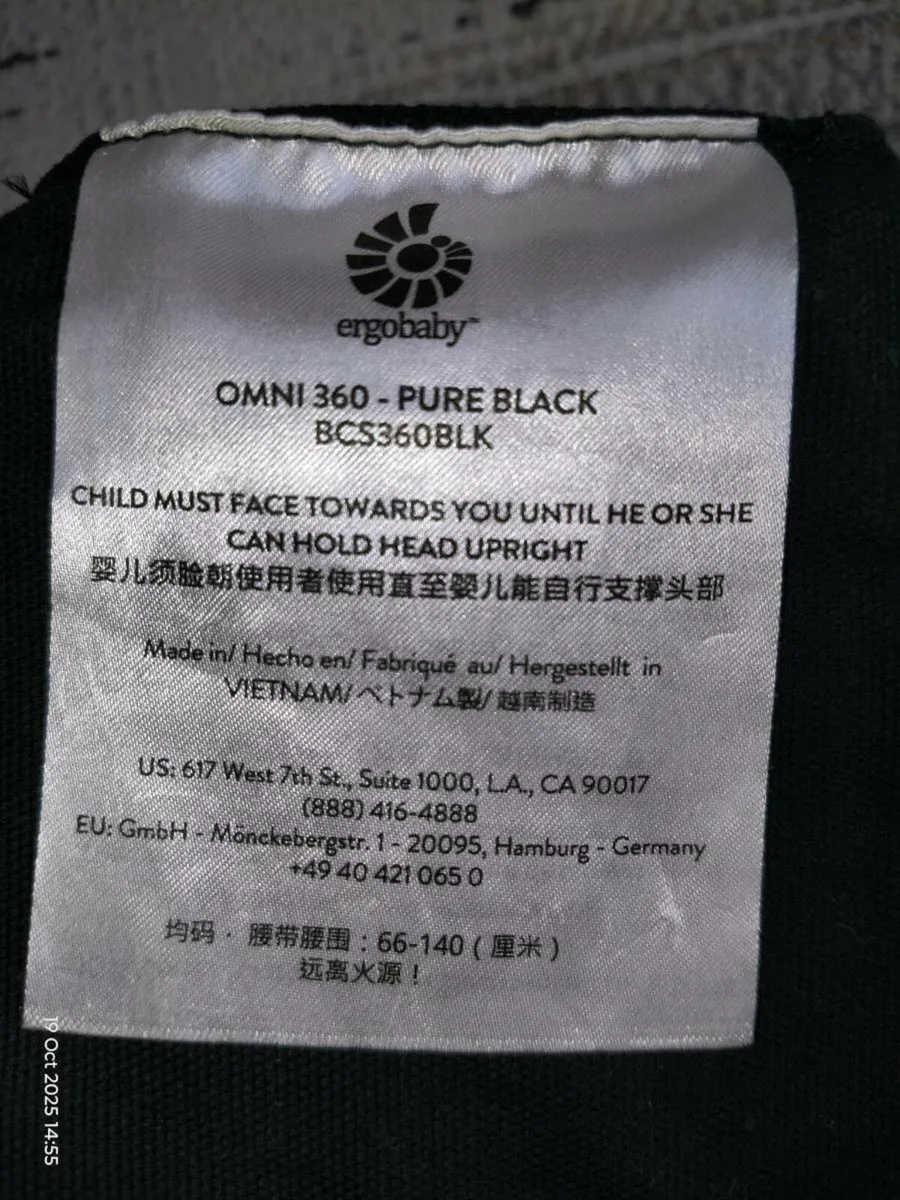 ergobaby™
OMNI 360 - PURE BLACK
BCS360BLK
CHILD MUST FACE TOWARDS YOU UNTIL HE OR SHE
CAN HOLD HEAD UPRIGHT
婴儿须脸朝使用者使用直至婴儿能自行支撑头部
Made in/ Hecho en/ Fabriqué au/ Hergestellt in
VIETNAM/ベトナム製/越南制造
US: 617 West 7th St., Suite 1000, L.A., CA 90017
(888) 416-4888
EU: GmbH - Mönckebergstr. 1 - 20095, Hamburg - Germany
+49 40 421 065 0
均码 · 腰带腰围：66-140（厘米）
远离火源！
19 Oct 2025 14:55